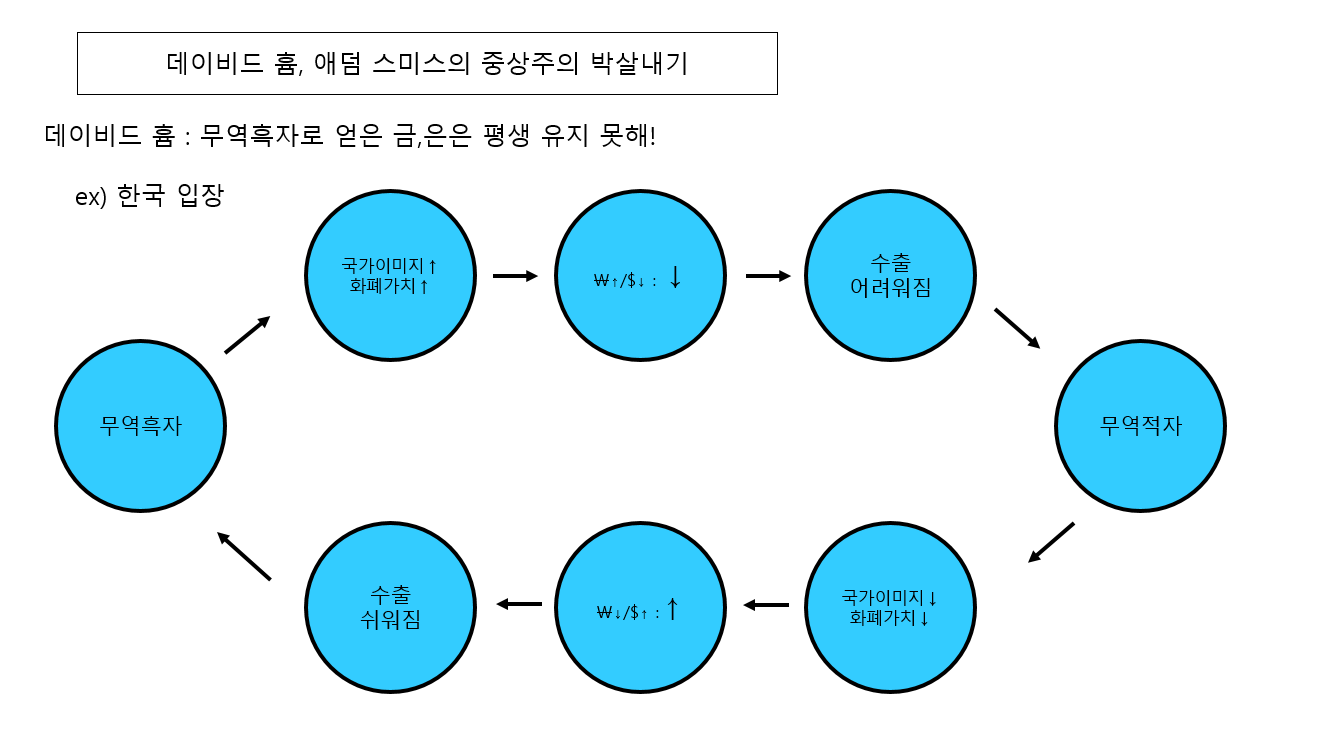 데이비드 흄, 애덤 스미스의 중상주의 박살내기
데이비드 흄 : 무역흑자로 얻은 금,은은 평생 유지 못해!
ex) 한국 입장
국가이미지↑
화폐가치↑
₩↑/$↓ : ↓
수출
어려워짐
무역흑자
무역적자
수출
쉬워짐
₩↓/$↑ : ↑
국가이미지↓
화폐가치↓